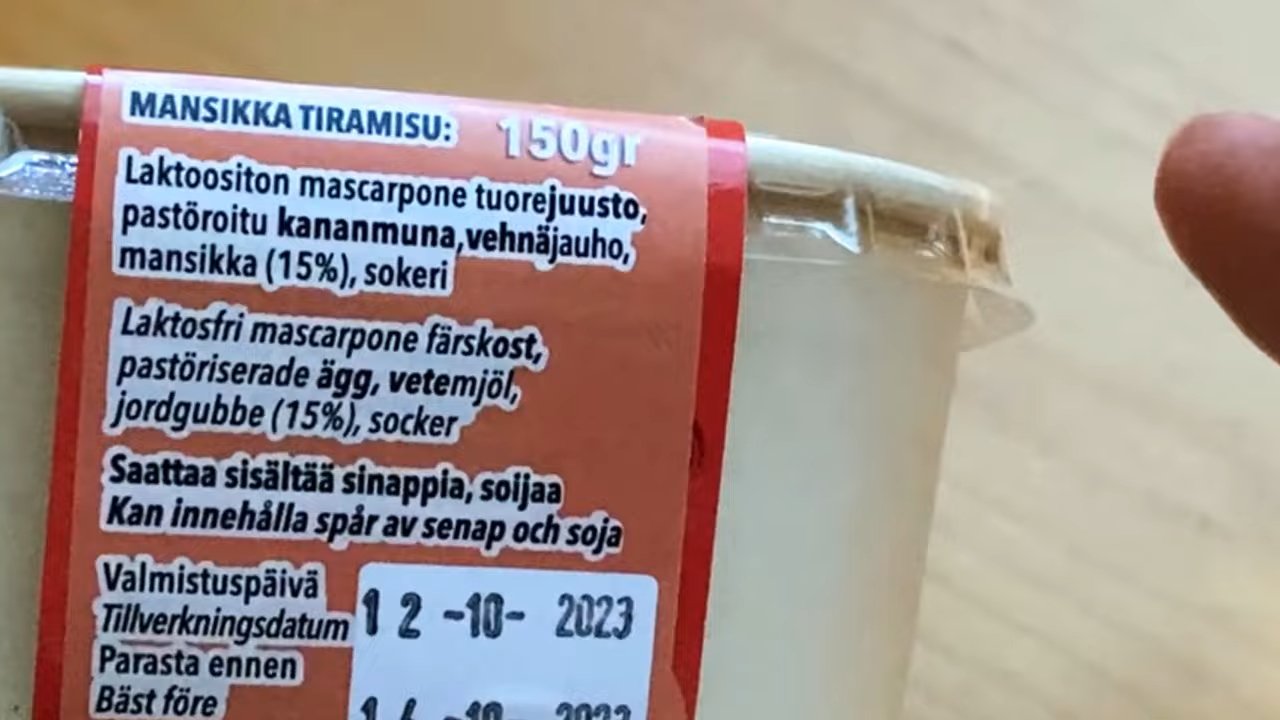 MANSIKKA TIRAMISU: 150gr
Laktoositon mascarpone tuorejuusto,
pastöroitu kananmuna,vehnäjauho,
mansikka (15%), sokeri
Laktosfri mascarpone färskost,
pastöriserade ägg, vetemjöl,
jordgubbe (15%), socker
Saattaa sisältää sinappia, soijaa
Kan innehålla spår av senap och soja
Valmistuspäivä
Tillverkningsdatum 12 -10- 2023
Parasta ennen
Bäst före